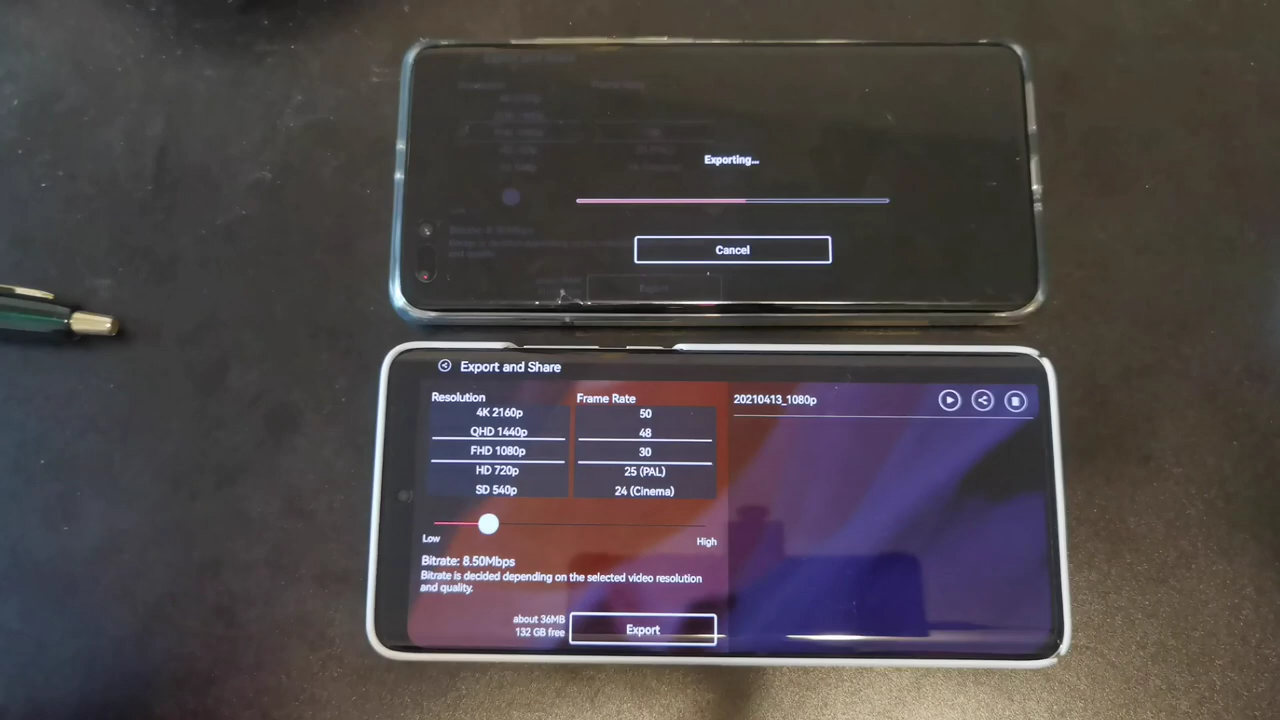 Exporting...
Cancel
Export and Share
Resolution
4K 2160p
QHD 1440p
FHD 1080p
HD 720p
SD 540p
Frame Rate
50
48
30
25 (PAL)
24 (Cinema)
Low
High
Bitrate: 8.50Mbps
Bitrate is decided depending on the selected video resolution
and quality.
about 36MB
132 GB free
Export
20210413_1080p